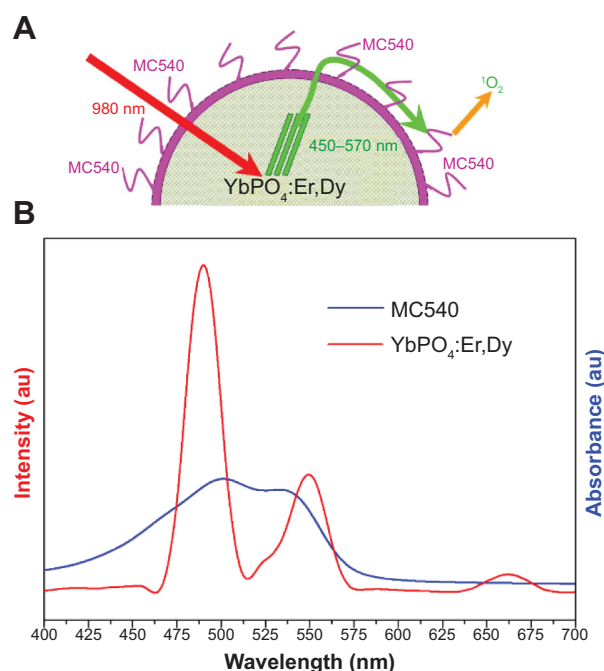 A
MC540
MC540
MC540
MC540
980 nm
450–570 nm
¹O₂
YbPO₄:Er,Dy
B
MC540
YbPO₄:Er,Dy
Intensity (au)
Absorbance (au)
400 425 450 475 500 525 550 575 600 625 650 675 700
Wavelength (nm)